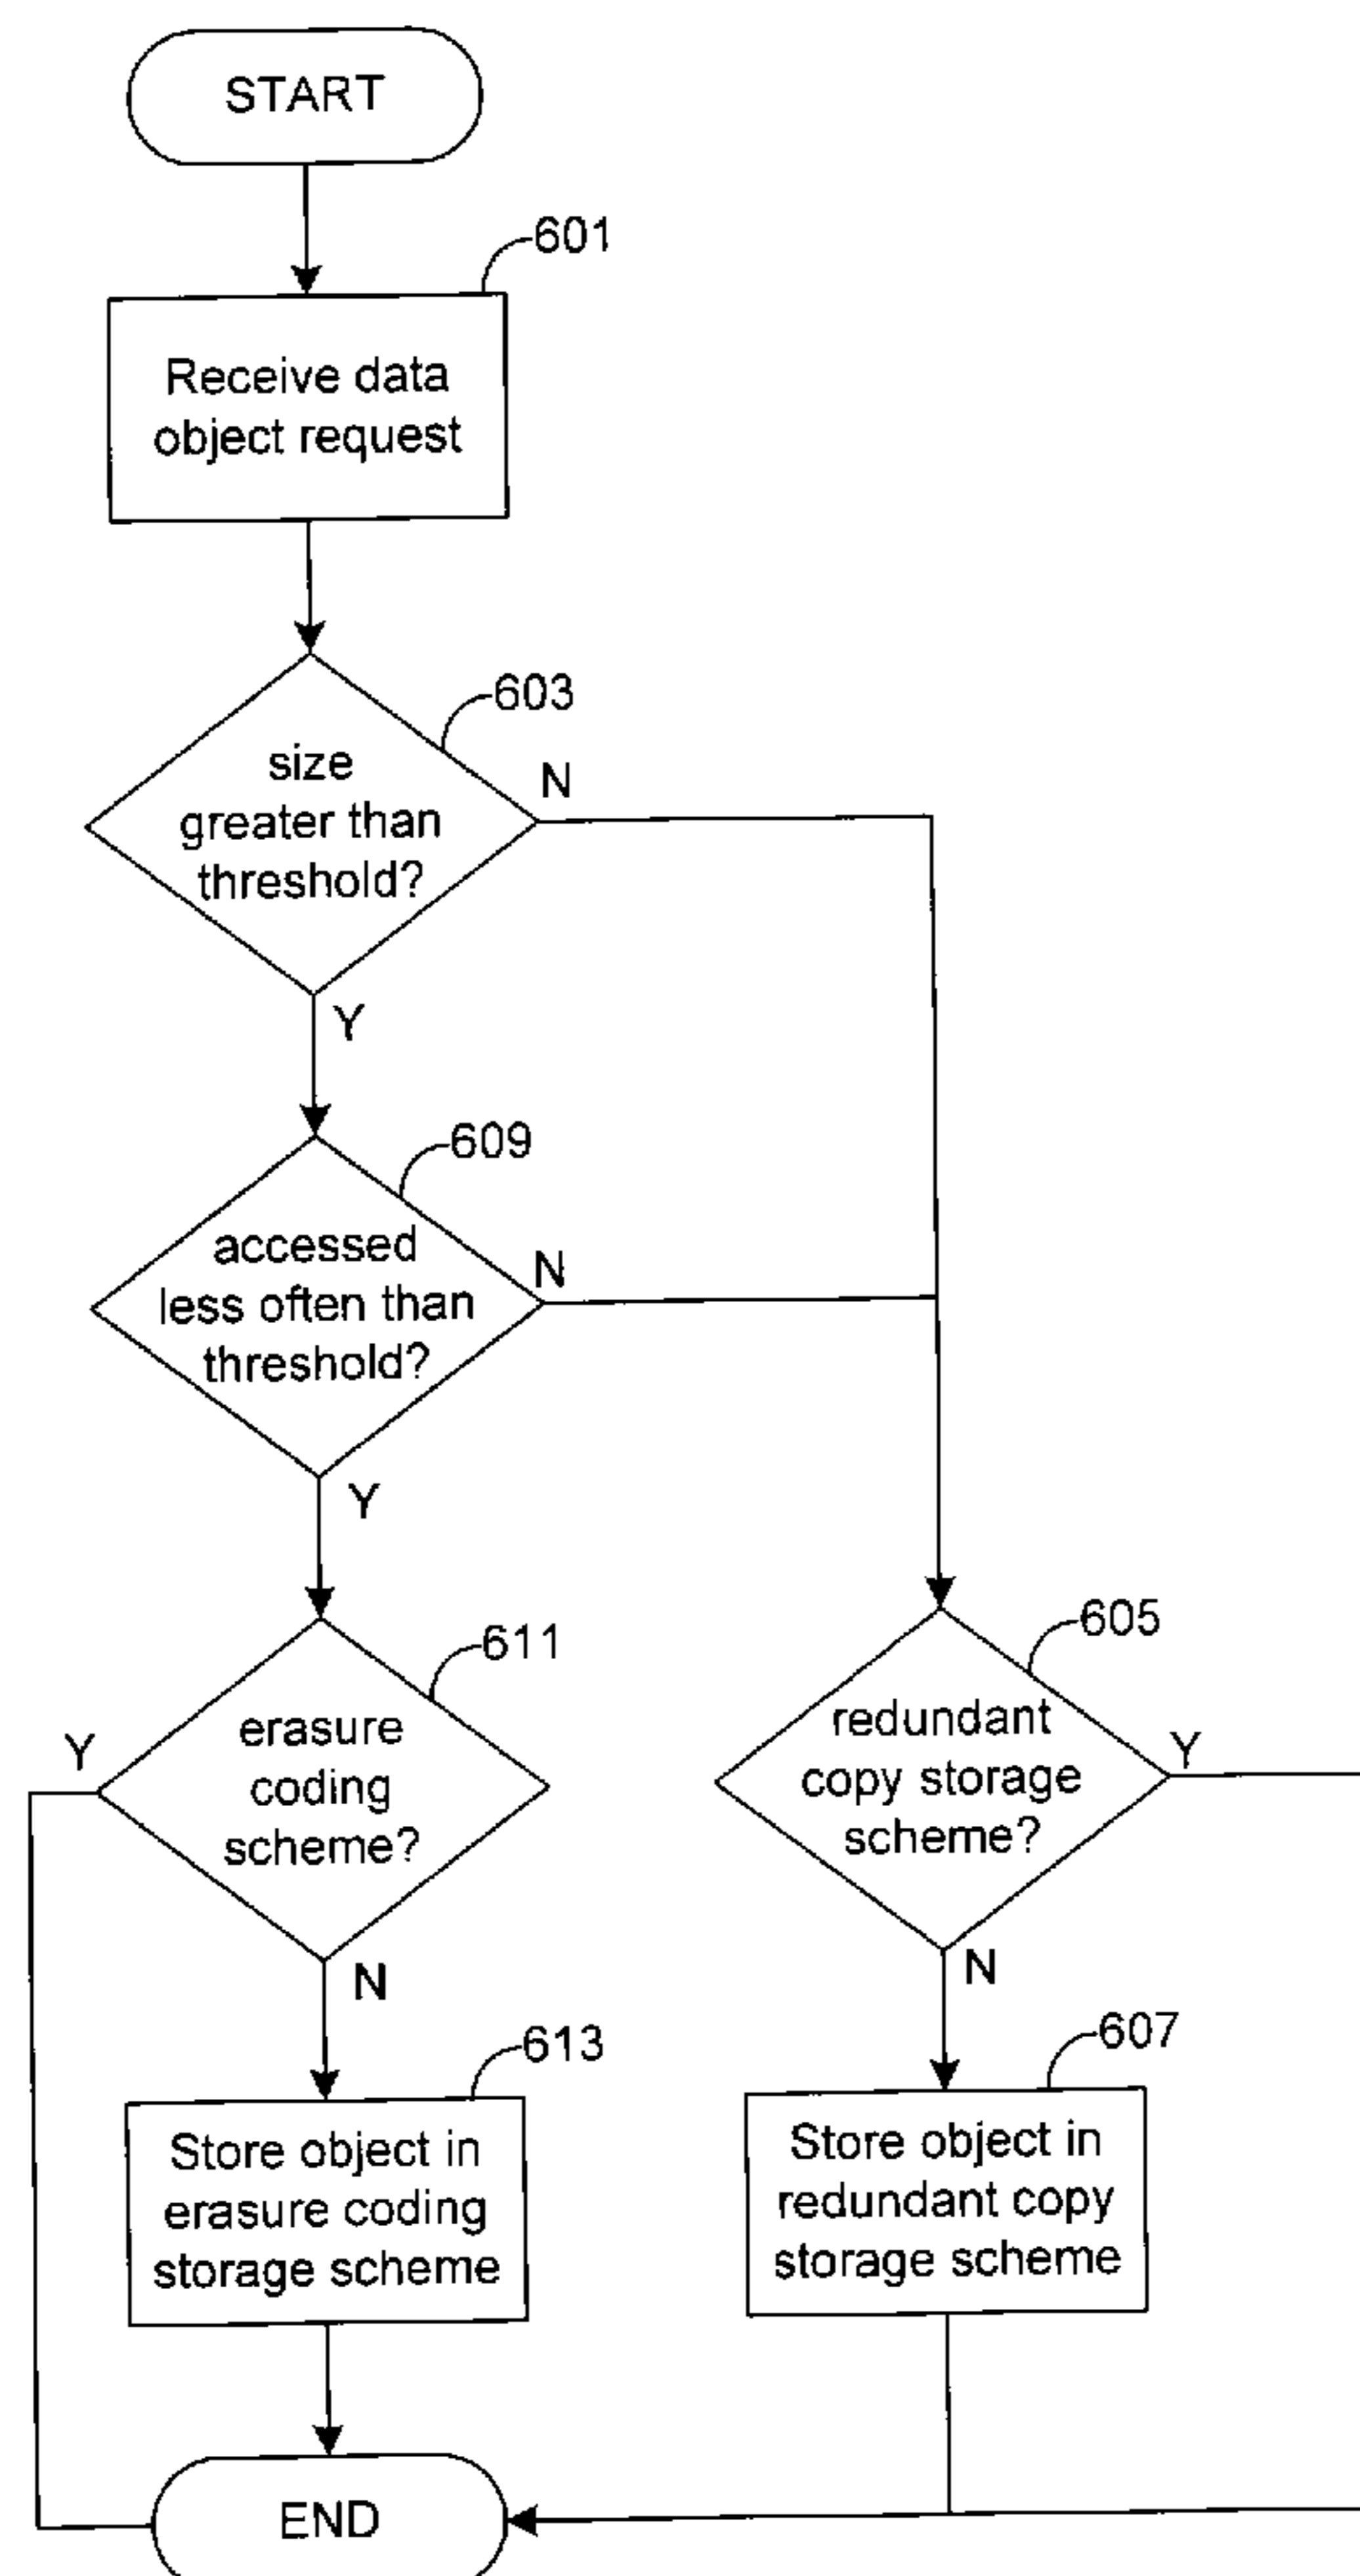 START
601
Receive data
object request
603
size
greater than
threshold?
N
Y
609
accessed
less often than
threshold?
N
Y
611
erasure
coding
scheme?
Y
N
605
redundant
copy storage
scheme?
Y
N
613
Store object in
erasure coding
storage scheme
607
Store object in
redundant copy
storage scheme
END